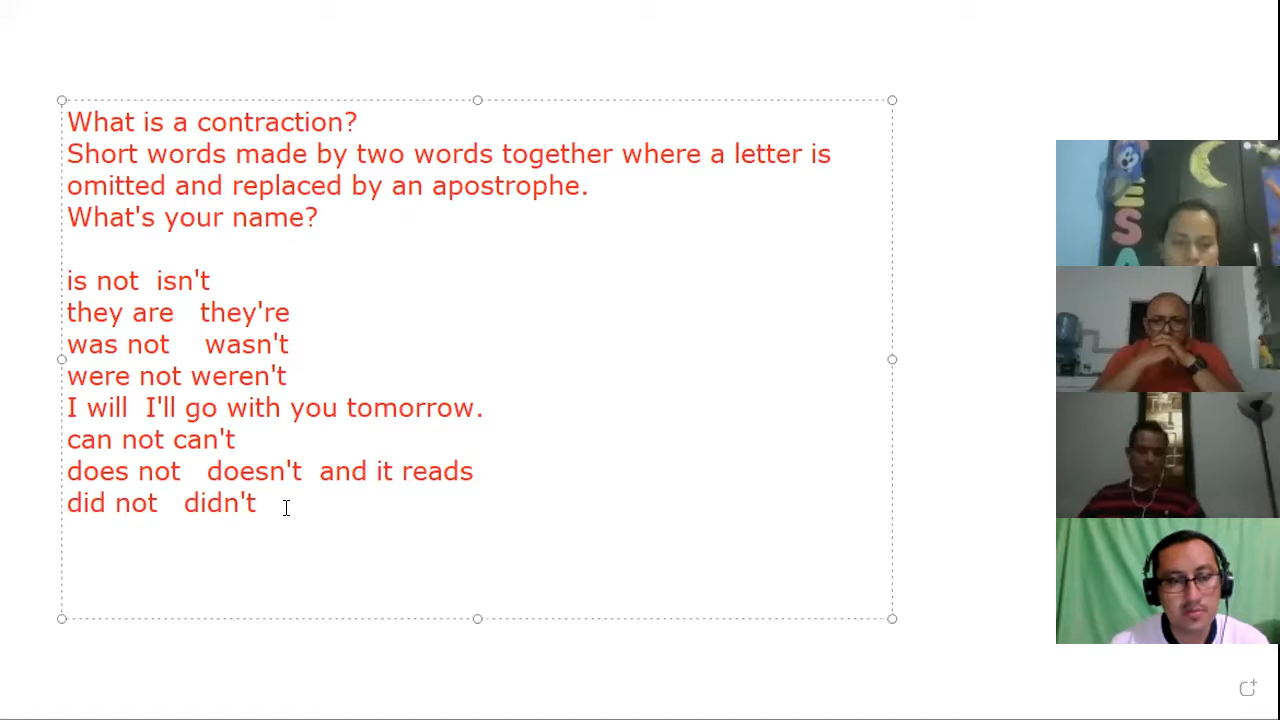 What is a contraction?
Short words made by two words together where a letter is
omitted and replaced by an apostrophe.
What's your name?
is not  isn't
they are   they're
was not    wasn't
were not weren't
I will  I'll go with you tomorrow.
can not can't
does not   doesn't  and it reads
did not   didn't
E
S